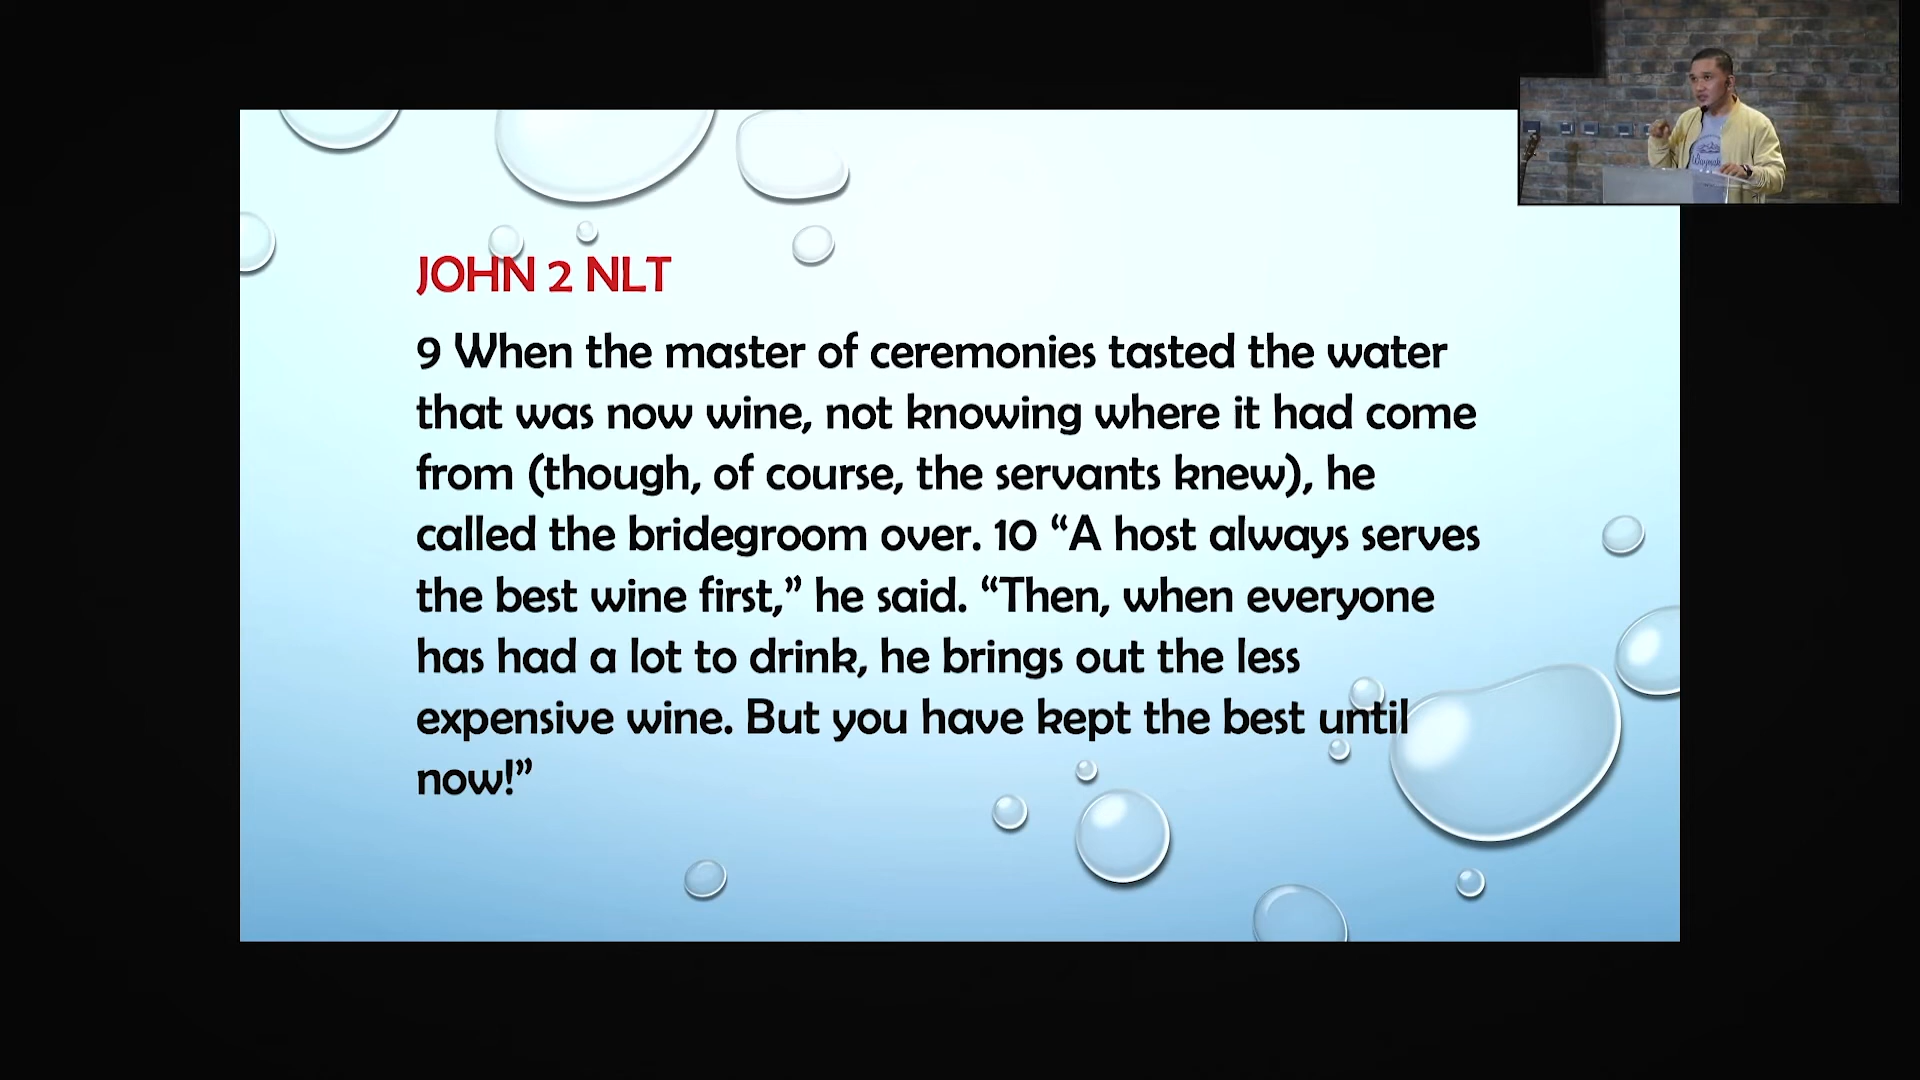 JOHN 2 NLT
9 When the master of ceremonies tasted the water
that was now wine, not knowing where it had come
from (though, of course, the servants knew), he
called the bridegroom over. 10 “A host always serves
the best wine first,” he said. “Then, when everyone
has had a lot to drink, he brings out the less
expensive wine. But you have kept the best until
now!”